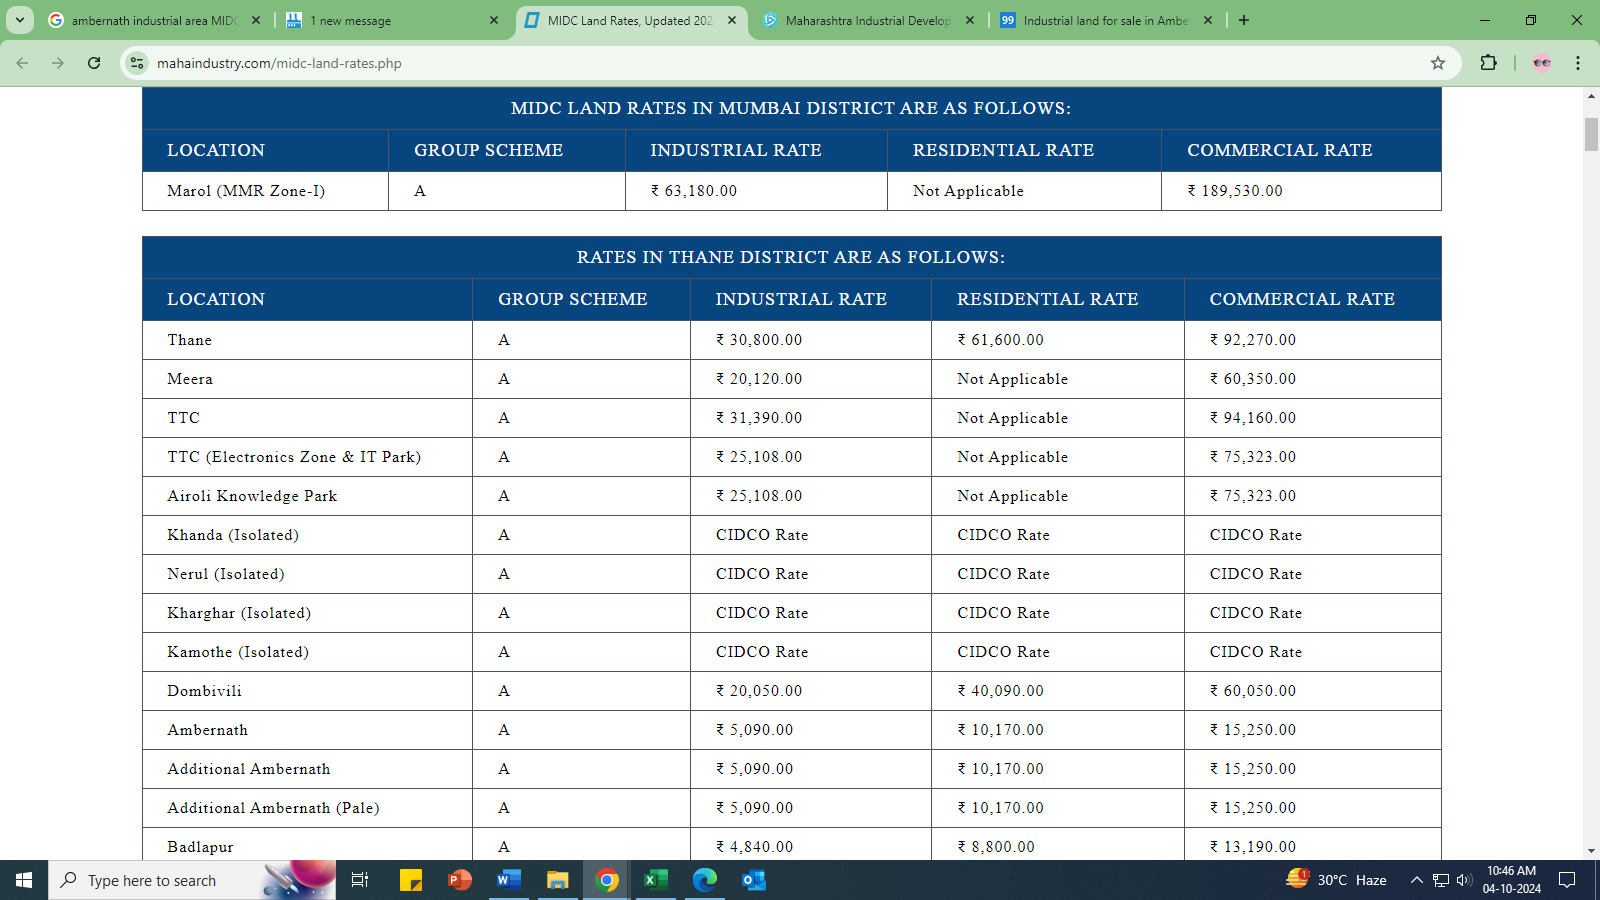 ambernath industrial area MIDC
1 new message
MIDC Land Rates, Updated 202
Maharashtra Industrial Develop
99 Industrial land for sale in Ambe
mahaindustry.com/midc-land-rates.php
MIDC LAND RATES IN MUMBAI DISTRICT ARE AS FOLLOWS:
LOCATION GROUP SCHEME INDUSTRIAL RATE RESIDENTIAL RATE COMMERCIAL RATE
Marol (MMR Zone-I) A ₹ 63,180.00 Not Applicable ₹ 189,530.00
RATES IN THANE DISTRICT ARE AS FOLLOWS:
LOCATION GROUP SCHEME INDUSTRIAL RATE RESIDENTIAL RATE COMMERCIAL RATE
Thane A ₹ 30,800.00 ₹ 61,600.00 ₹ 92,270.00
Meera A ₹ 20,120.00 Not Applicable ₹ 60,350.00
TTC A ₹ 31,390.00 Not Applicable ₹ 94,160.00
TTC (Electronics Zone & IT Park) A ₹ 25,108.00 Not Applicable ₹ 75,323.00
Airoli Knowledge Park A ₹ 25,108.00 Not Applicable ₹ 75,323.00
Khanda (Isolated) A CIDCO Rate CIDCO Rate CIDCO Rate
Nerul (Isolated) A CIDCO Rate CIDCO Rate CIDCO Rate
Kharghar (Isolated) A CIDCO Rate CIDCO Rate CIDCO Rate
Kamothe (Isolated) A CIDCO Rate CIDCO Rate CIDCO Rate
Dombivili A ₹ 20,050.00 ₹ 40,090.00 ₹ 60,050.00
Ambernath A ₹ 5,090.00 ₹ 10,170.00 ₹ 15,250.00
Additional Ambernath A ₹ 5,090.00 ₹ 10,170.00 ₹ 15,250.00
Additional Ambernath (Pale) A ₹ 5,090.00 ₹ 10,170.00 ₹ 15,250.00
Badlapur A ₹ 4,840.00 ₹ 8,800.00 ₹ 13,190.00
Type here to search
1
30°C Haze
10:46 AM
04-10-2024